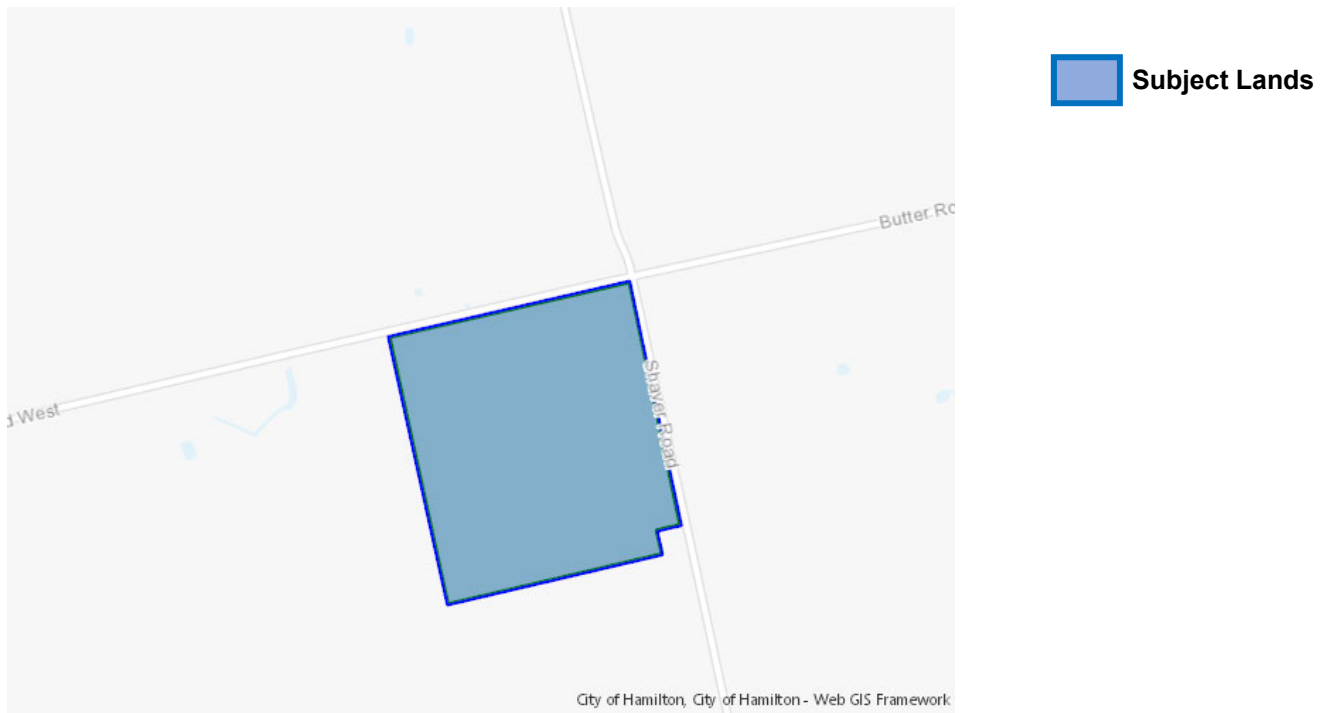 Subject Lands
Butter Ro
Shaver Road
d West
City of Hamilton, City of Hamilton - Web GIS Framework